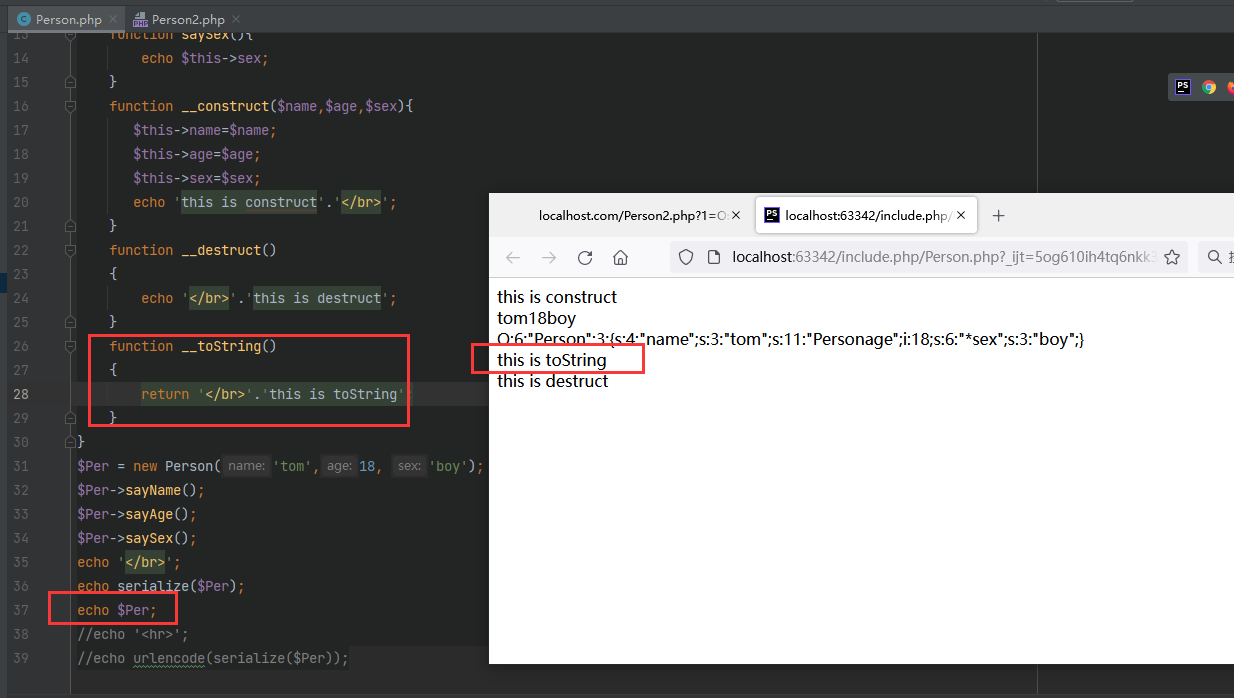 Person.php
Person2.php
13 function saySex(){
14 echo $this->sex;
15 }
16 function __construct($name,$age,$sex){
17 $this->name=$name;
18 $this->age=$age;
19 $this->sex=$sex;
20 echo 'this is construct'.'</br>';
21 }
22 function __destruct()
23 {
24 echo '</br>'.'this is destruct';
25 }
26 function __toString()
27 {
28 return '</br>'.'this is toString';
29 }
30 }
31 $Per = new Person( name: 'tom', age: 18, sex: 'boy');
32 $Per->sayName();
33 $Per->sayAge();
34 $Per->saySex();
35 echo '</br>';
36 echo serialize($Per);
37 echo $Per;
38 //echo '<hr>';
39 //echo urlencode(serialize($Per));
PS
localhost.com/Person2.php?1=O:
PS localhost:63342/include.php/
localhost:63342/include.php/Person.php?_ijt=5og610ih4tq6nkk3
this is construct
tom18boy
O:6:"Person":3:{s:4:"name";s:3:"tom";s:11:"Personage";i:18;s:6:"*sex";s:3:"boy";}
this is toString
this is destruct